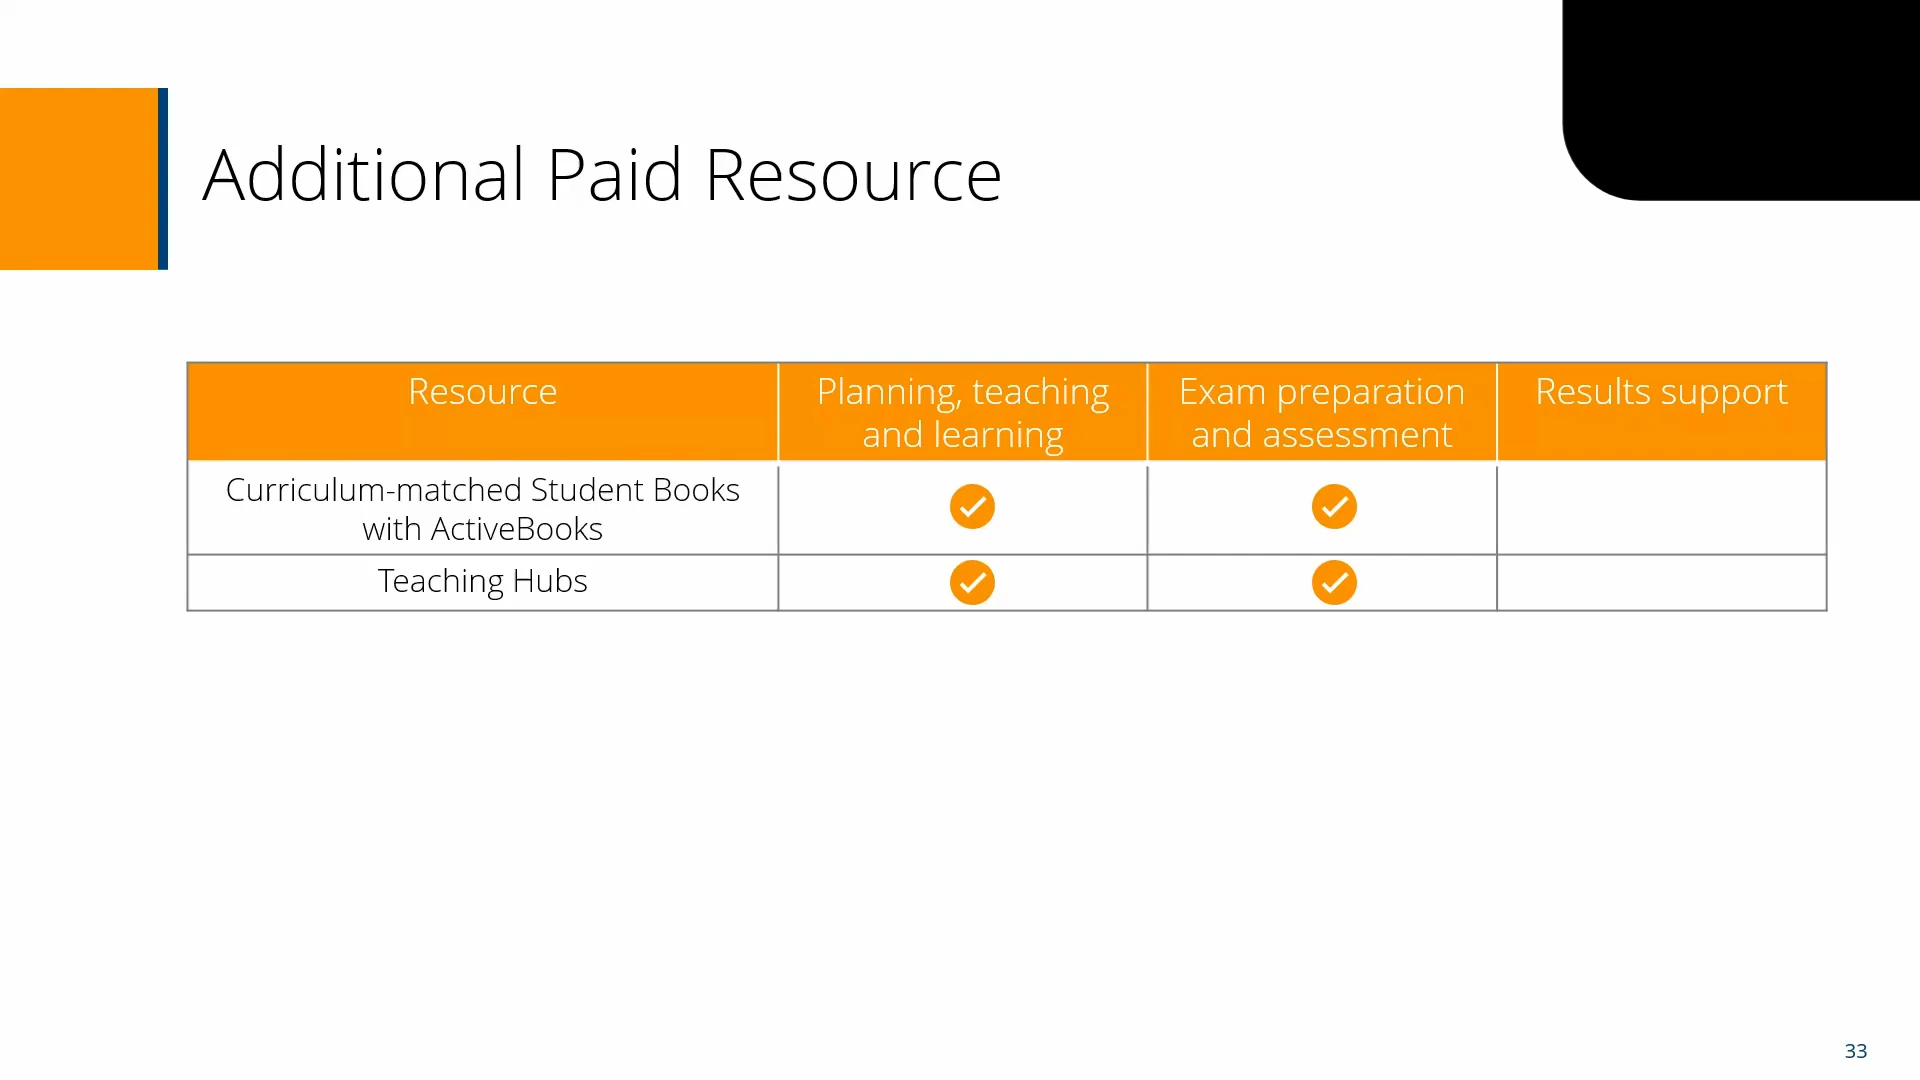 Additional Paid Resource
Resource
Planning, teaching
and learning
Exam preparation
and assessment
Results support
Curriculum-matched Student Books
with ActiveBooks
Teaching Hubs
33